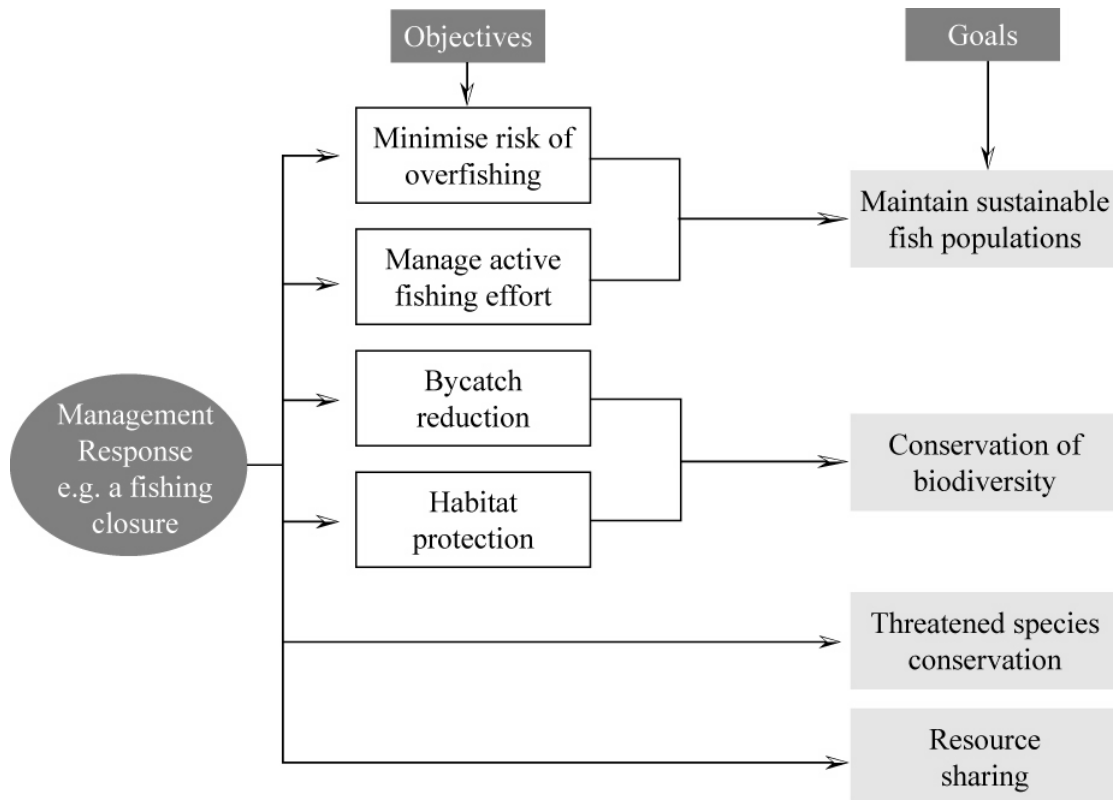 Objectives
Goals
Minimise risk of
overfishing
Maintain sustainable
fish populations
Manage active
fishing effort
Bycatch
reduction
Management
Response
e.g. a fishing
closure
Conservation of
biodiversity
Habitat
protection
Threatened species
conservation
Resource
sharing